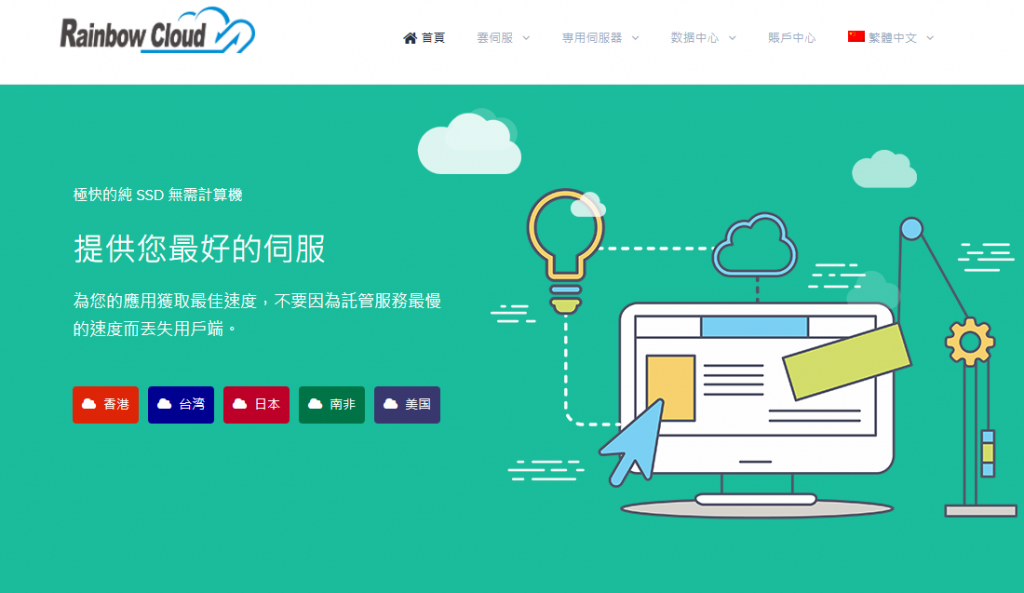 Rainbow Cloud
首頁
雲伺服
專用伺服器
数据中心
賬戶中心
繁體中文
極快的純 SSD 無需計算機
提供您最好的伺服
為您的應用獲取最佳速度，不要因為託管服務最慢
的速度而丟失用戶端。
香港
台湾
日本
南非
美国